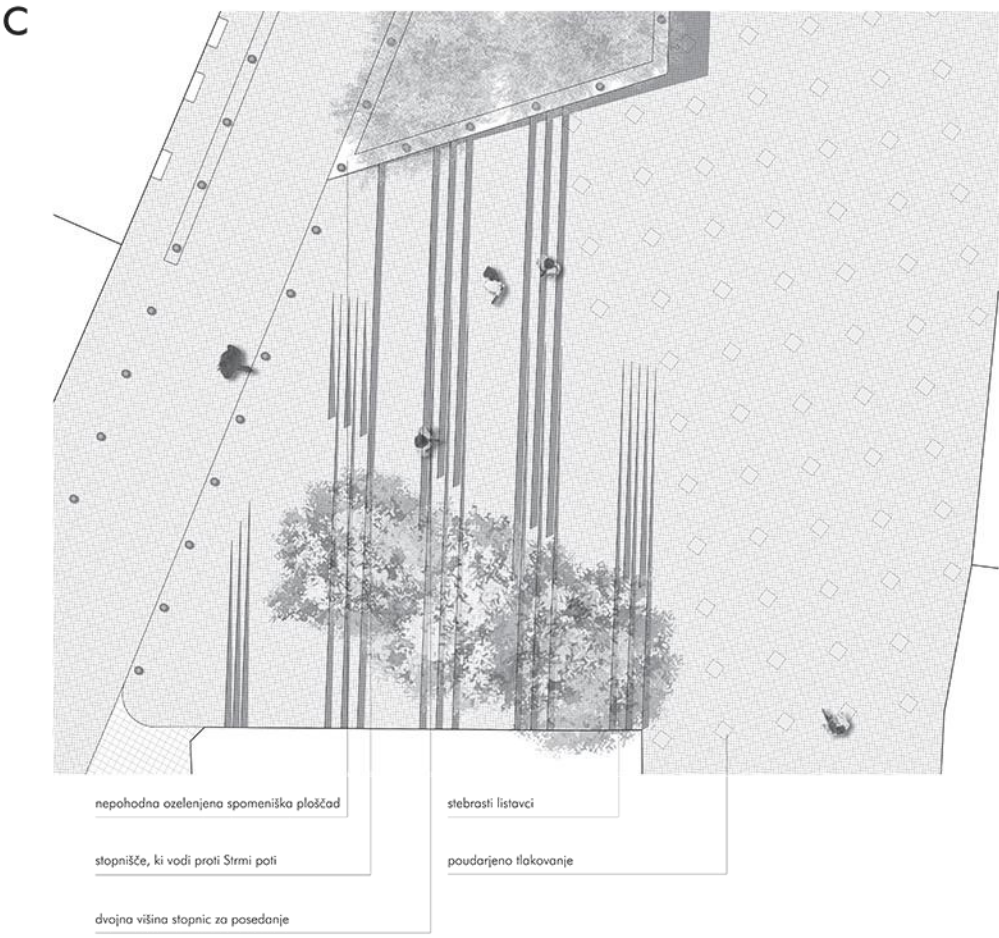 C
nepohodna ozelenjena spomeniška ploščad
stebrasti listavci
stopnišče, ki vodi proti Strmi poti
poudarjeno tlakovanje
dvojna višina stopnic za posedanje